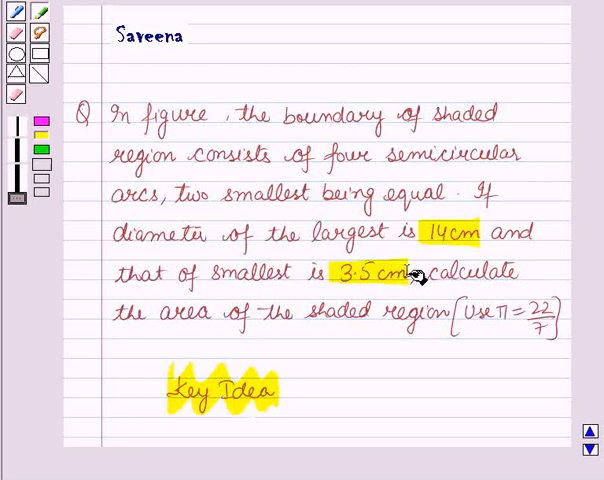 Saveena
Q In figure, the boundary of shaded
region consists of four semicircular
arcs, two smallest being equal. If
diameter of the largest is 14cm and
that of smallest is 3.5 cm, calculate
the area of the shaded region [Use π = 22/7]
Key Idea